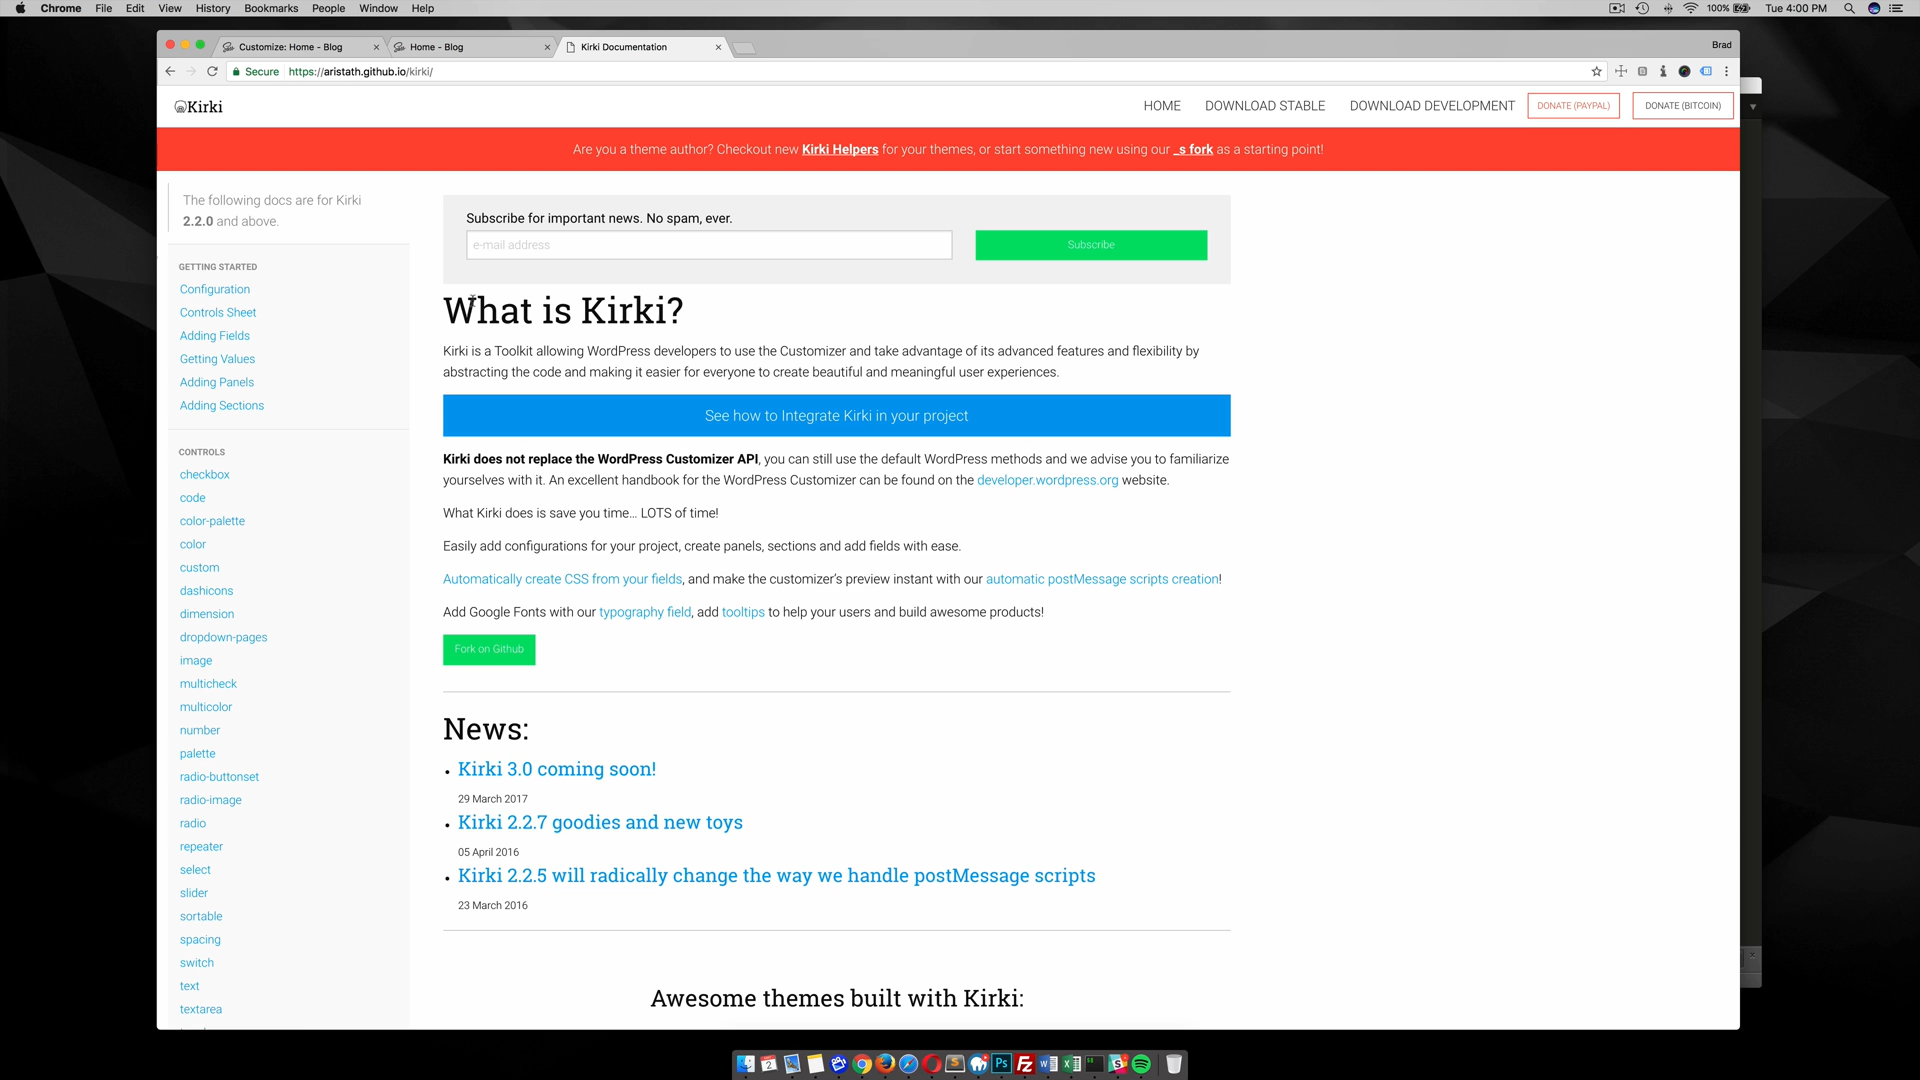 Chrome File Edit View History Bookmarks People Window Help
100% Tue 4:00 PM
Customize: Home - Blog
Home - Blog
Kirki Documentation
Brad
Secure https://aristath.github.io/kirki/
Kirki
HOME DOWNLOAD STABLE DOWNLOAD DEVELOPMENT DONATE (PAYPAL) DONATE (BITCOIN)
Are you a theme author? Checkout new Kirki Helpers for your themes, or start something new using our _s fork as a starting point!
The following docs are for Kirki
2.2.0 and above.
GETTING STARTED
Configuration
Controls Sheet
Adding Fields
Getting Values
Adding Panels
Adding Sections
CONTROLS
checkbox
code
color-palette
color
custom
dashicons
dimension
dropdown-pages
image
multicheck
multicolor
number
palette
radio-buttonset
radio-image
radio
repeater
select
slider
sortable
spacing
switch
text
textarea
Subscribe for important news. No spam, ever.
e-mail address
Subscribe
What is Kirki?
Kirki is a Toolkit allowing WordPress developers to use the Customizer and take advantage of its advanced features and flexibility by
abstracting the code and making it easier for everyone to create beautiful and meaningful user experiences.
See how to Integrate Kirki in your project
Kirki does not replace the WordPress Customizer API, you can still use the default WordPress methods and we advise you to familiarize
yourselves with it. An excellent handbook for the WordPress Customizer can be found on the developer.wordpress.org website.
What Kirki does is save you time... LOTS of time!
Easily add configurations for your project, create panels, sections and add fields with ease.
Automatically create CSS from your fields, and make the customizer's preview instant with our automatic postMessage scripts creation!
Add Google Fonts with our typography field, add tooltips to help your users and build awesome products!
Fork on Github
News:
Kirki 3.0 coming soon!
29 March 2017
Kirki 2.2.7 goodies and new toys
05 April 2016
Kirki 2.2.5 will radically change the way we handle postMessage scripts
23 March 2016
Awesome themes built with Kirki:
2
Ps
Fz